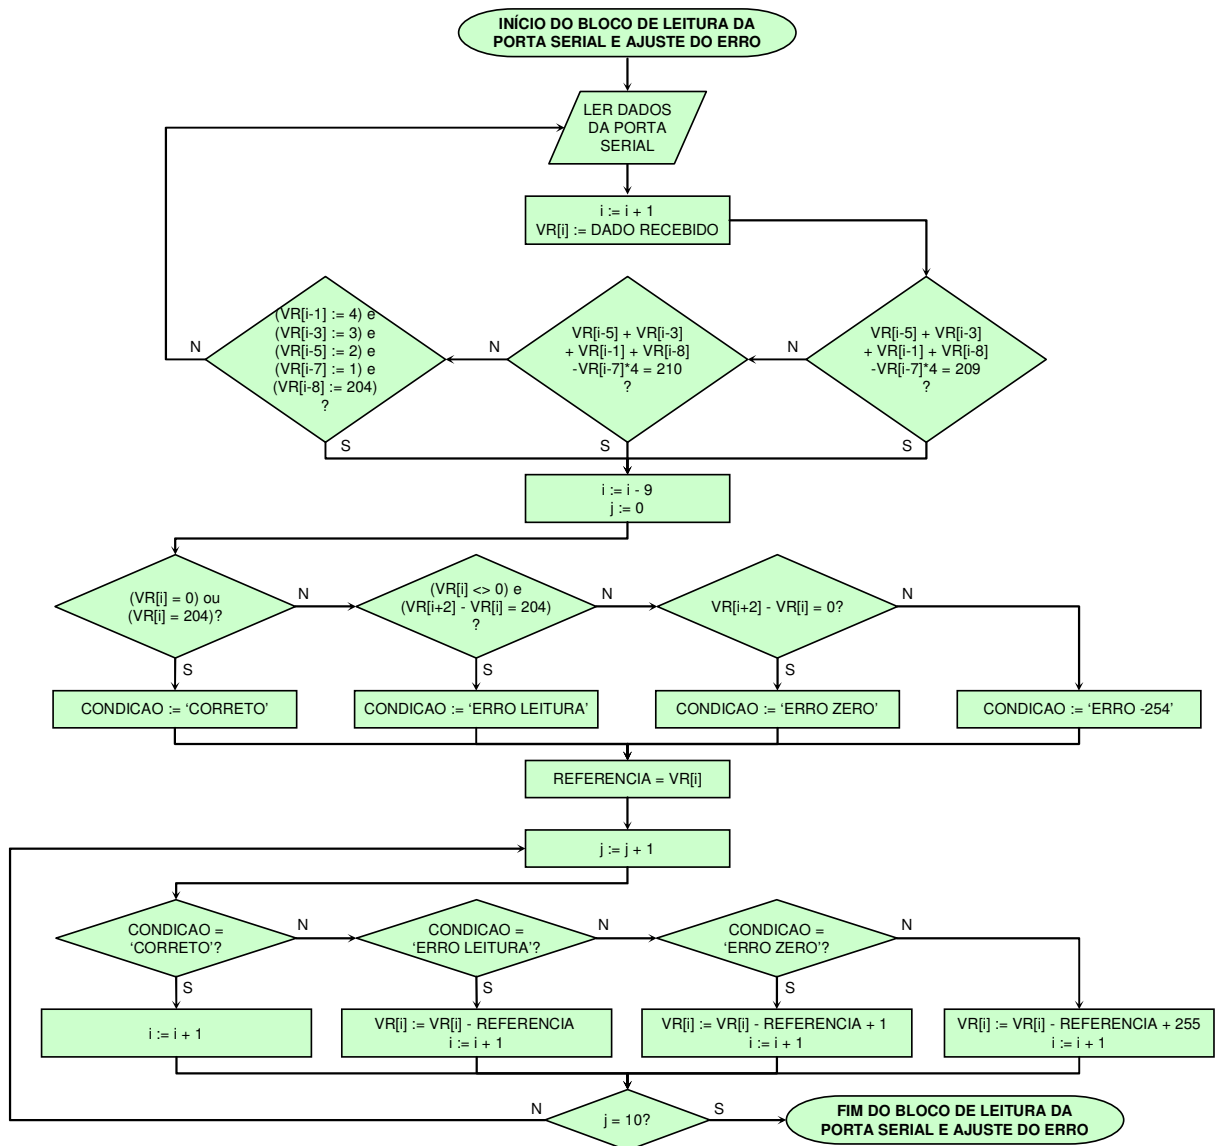 INÍCIO DO BLOCO DE LEITURA DA
PORTA SERIAL E AJUSTE DO ERRO
LER DADOS
DA PORTA
SERIAL
i := i + 1
VR[i] := DADO RECEBIDO
(VR[i-1] := 4) e
(VR[i-3] := 3) e
(VR[i-5] := 2) e
(VR[i-7] := 1) e
(VR[i-8] := 204)
?
N
S
VR[i-5] + VR[i-3]
+ VR[i-1] + VR[i-8]
-VR[i-7]*4 = 210
?
N
S
VR[i-5] + VR[i-3]
+ VR[i-1] + VR[i-8]
-VR[i-7]*4 = 209
?
N
S
i := i - 9
j := 0
(VR[i] = 0) ou
(VR[i] = 204)?
N
S
(VR[i] <> 0) e
(VR[i+2] - VR[i] = 204)
?
N
S
VR[i+2] - VR[i] = 0?
N
S
CONDICAO := ‘CORRETO’
CONDICAO := ‘ERRO LEITURA’
CONDICAO := ‘ERRO ZERO’
CONDICAO := ‘ERRO -254’
REFERENCIA = VR[i]
j := j + 1
CONDICAO =
‘CORRETO’?
N
S
CONDICAO =
‘ERRO LEITURA’?
N
S
CONDICAO =
‘ERRO ZERO’?
N
S
i := i + 1
VR[i] := VR[i] - REFERENCIA
i := i + 1
VR[i] := VR[i] - REFERENCIA + 1
i := i + 1
VR[i] := VR[i] - REFERENCIA + 255
i := i + 1
N
j = 10?
S
FIM DO BLOCO DE LEITURA DA
PORTA SERIAL E AJUSTE DO ERRO